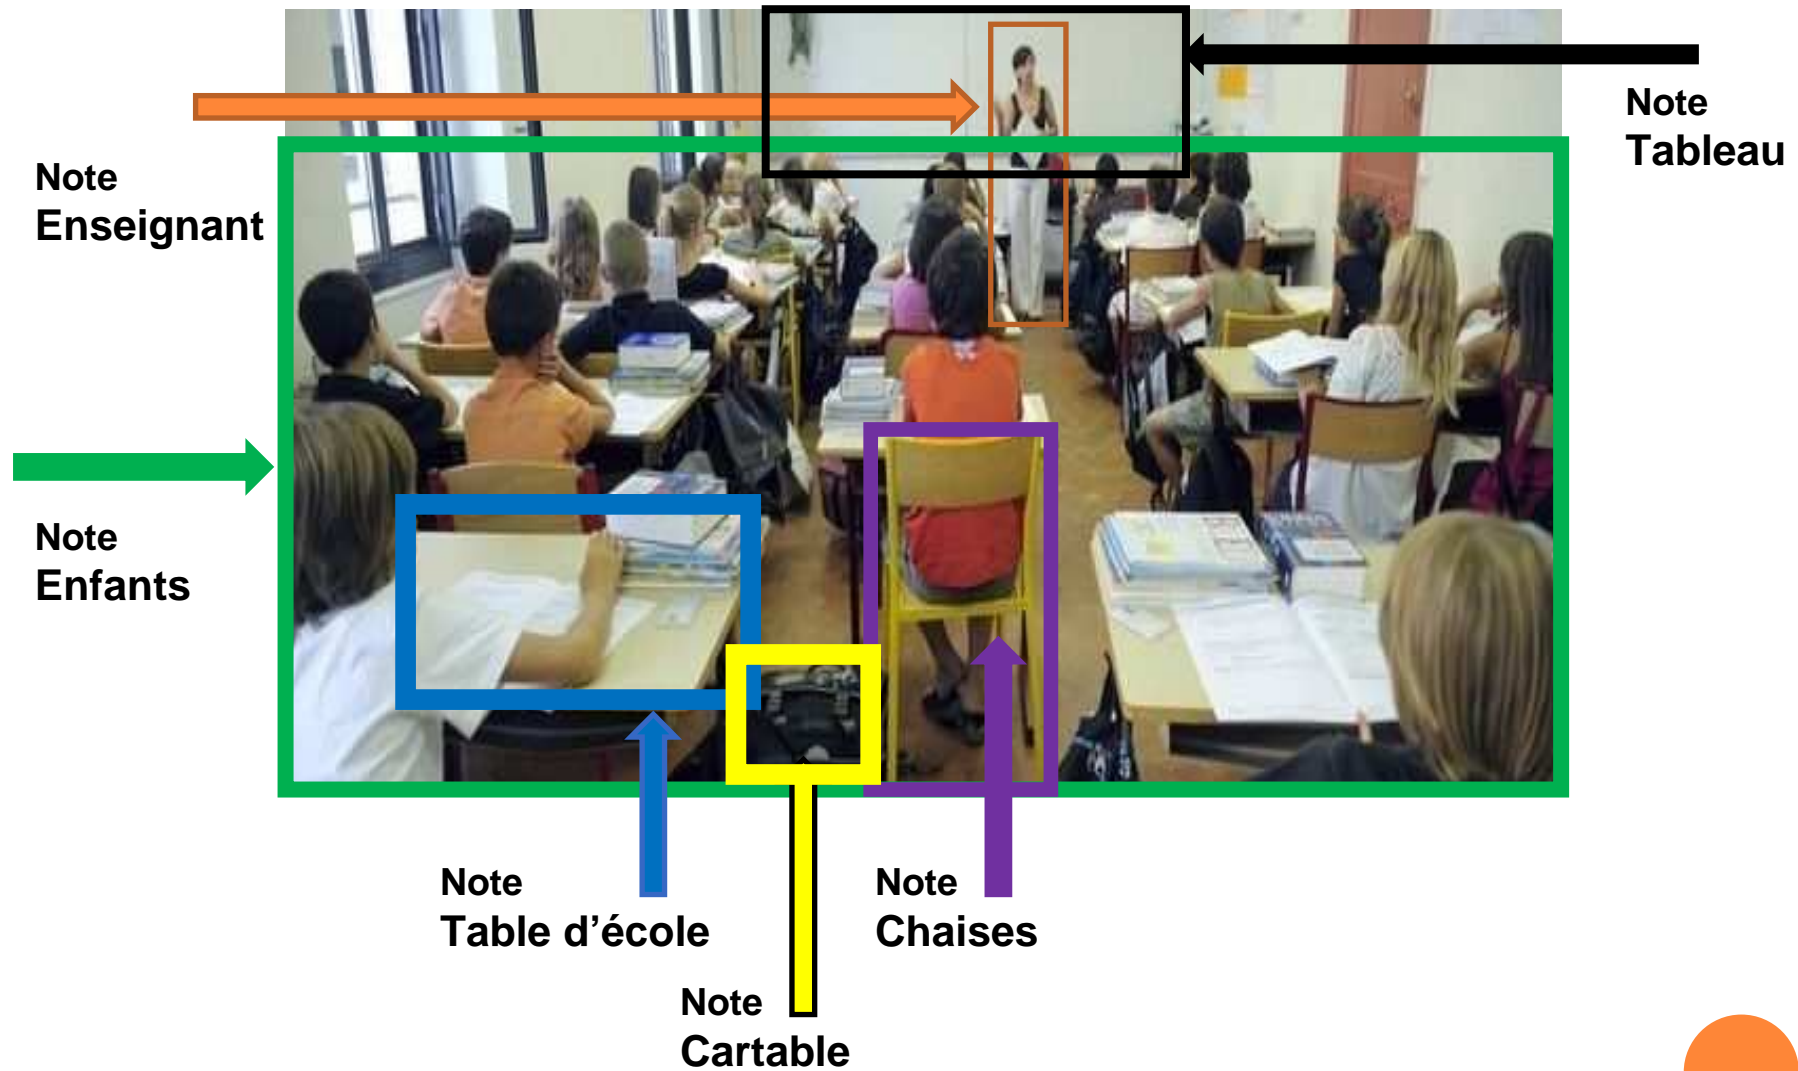 Note
Tableau
Note
Enseignant
Note
Enfants
Note
Table d’école
Note
Chaises
Note
Cartable